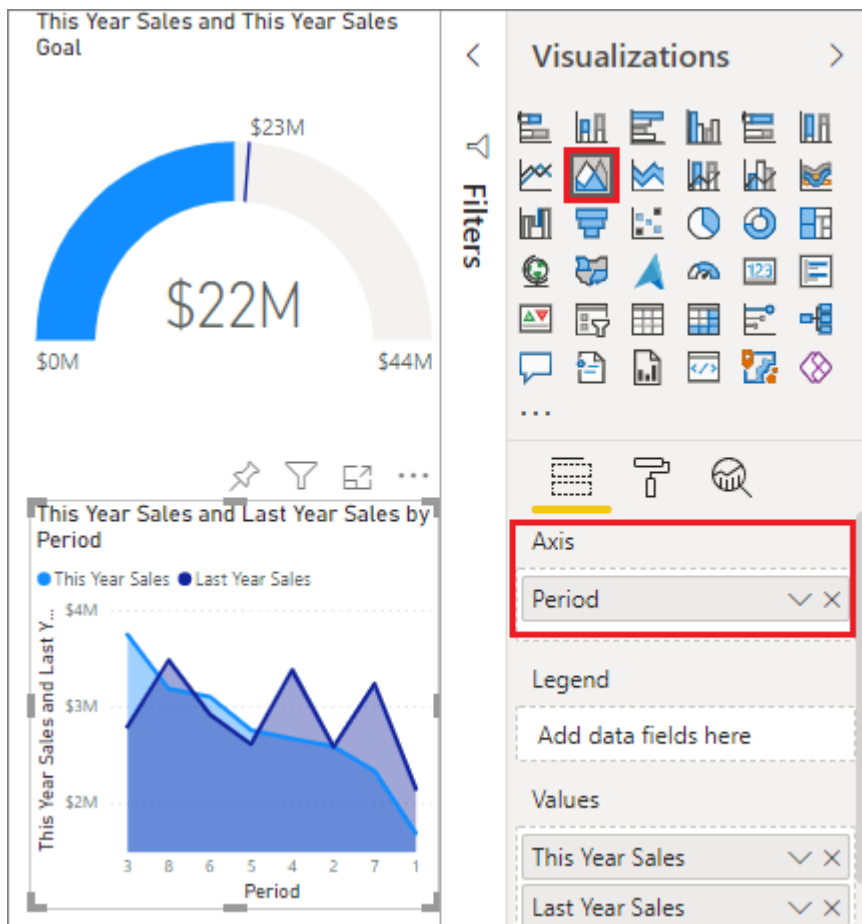 This Year Sales and This Year Sales
Goal
$23M
$22M
$0M
$44M
This Year Sales and Last Year Sales by
Period
This Year Sales
Last Year Sales
This Year Sales and Last Y...
$4M
$3M
$2M
3 8 6 5 4 2 7 1
Period
Filters
Visualizations
123
Axis
Period
Legend
Add data fields here
Values
This Year Sales
Last Year Sales